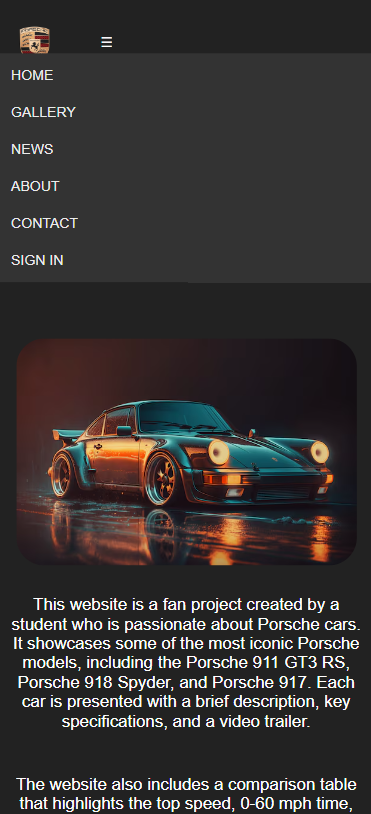 HOME
GALLERY
NEWS
ABOUT
CONTACT
SIGN IN
This website is a fan project created by a
student who is passionate about Porsche cars.
It showcases some of the most iconic Porsche
models, including the Porsche 911 GT3 RS,
Porsche 918 Spyder, and Porsche 917. Each
car is presented with a brief description, key
specifications, and a video trailer.
The website also includes a comparison table
that highlights the top speed, 0-60 mph time,